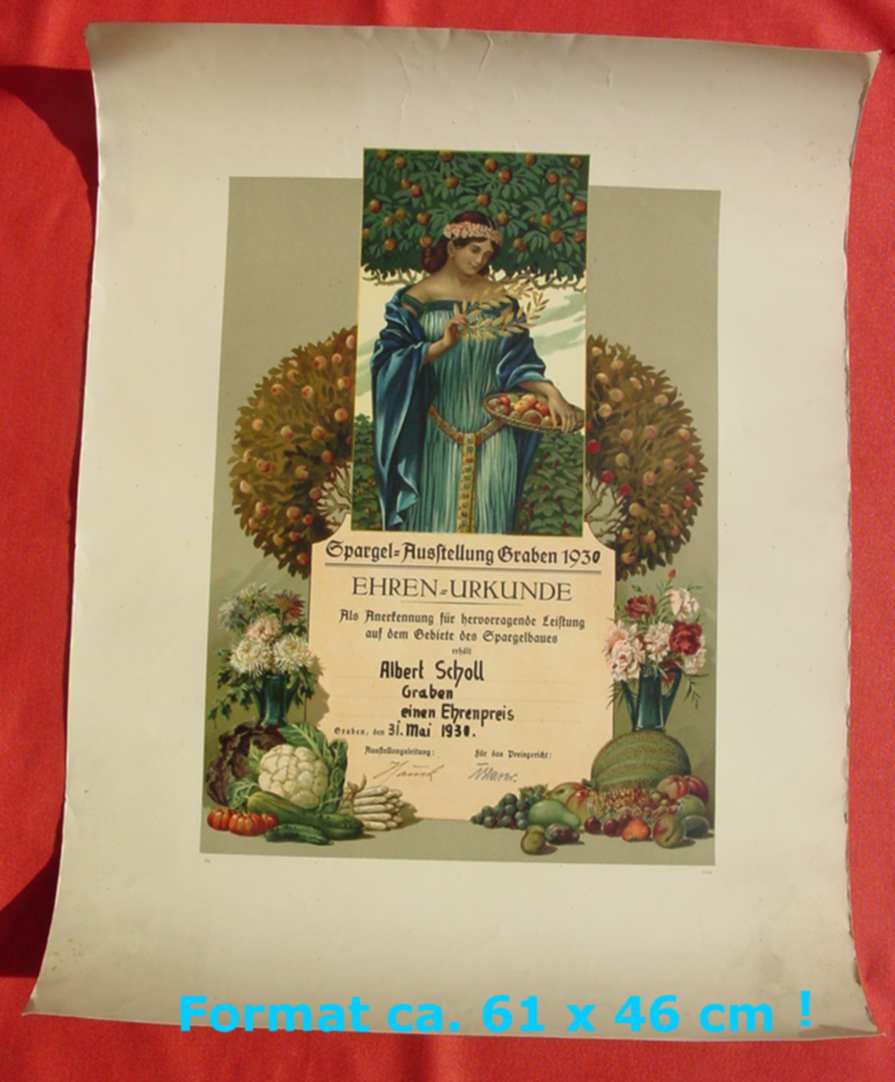 Spargel=Ausstellung Graben 1930
EHREN=URKUNDE
Als Anerkennung für hervorragende Leistung
auf dem Gebiete des Spargelbaues
erhält
Albert Scholl
Graben
einen Ehrenpreis
Graben, den 31. Mai 1930.
Ausstellungsleitung: Für das Preisgericht:
Format ca. 61 x 46 cm !